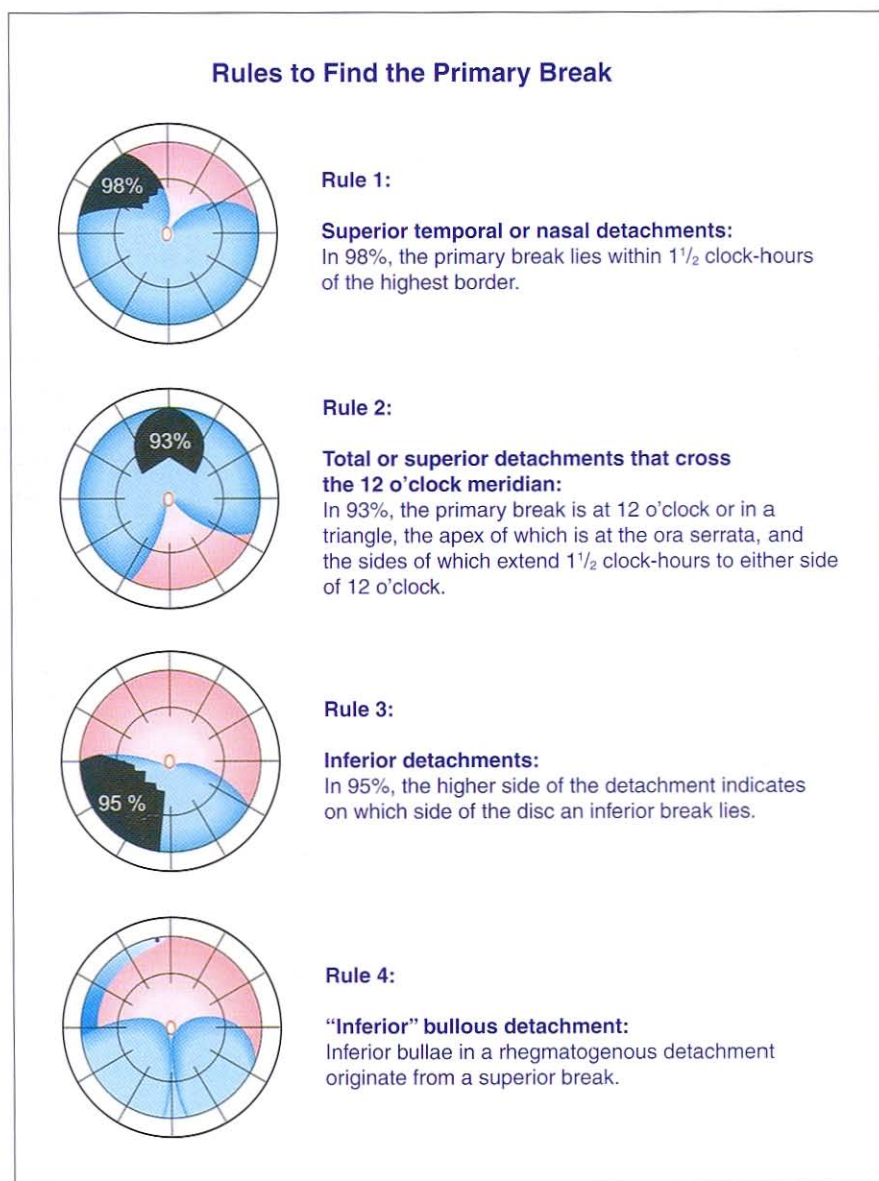 Rules to Find the Primary Break
98%
Rule 1:
Superior temporal or nasal detachments:
In 98%, the primary break lies within 1 1/2 clock-hours
of the highest border.
93%
Rule 2:
Total or superior detachments that cross
the 12 o'clock meridian:
In 93%, the primary break is at 12 o'clock or in a
triangle, the apex of which is at the ora serrata, and
the sides of which extend 1 1/2 clock-hours to either side
of 12 o'clock.
95 %
Rule 3:
Inferior detachments:
In 95%, the higher side of the detachment indicates
on which side of the disc an inferior break lies.
Rule 4:
“Inferior” bullous detachment:
Inferior bullae in a rhegmatogenous detachment
originate from a superior break.